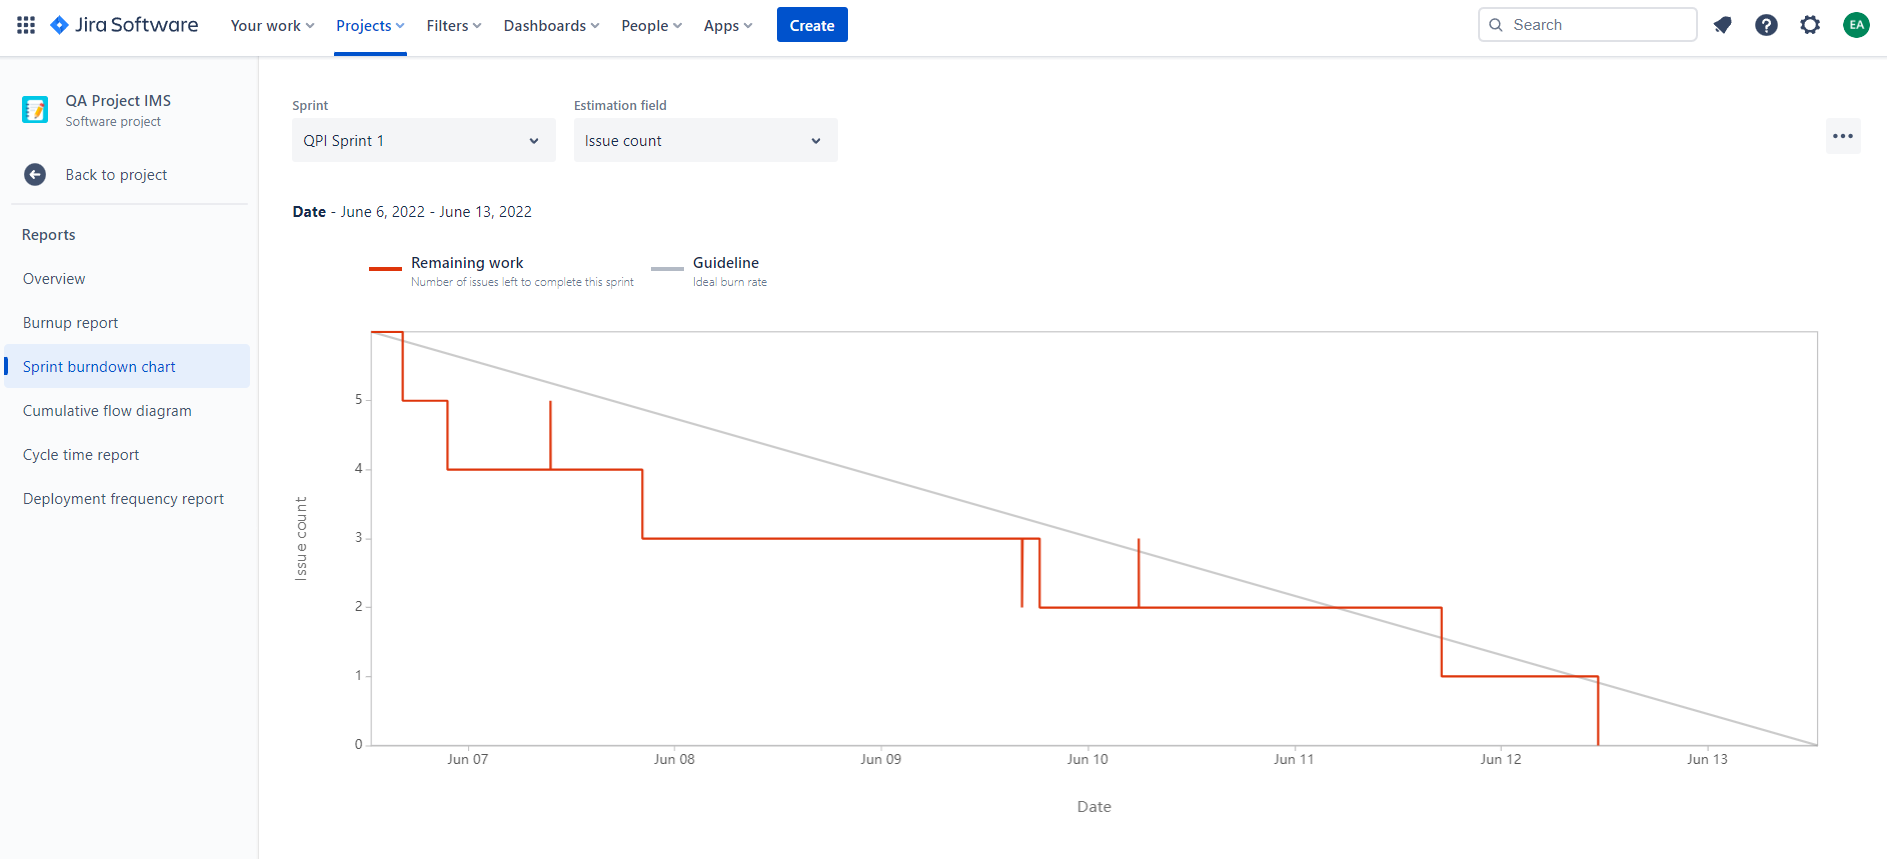 Jira Software Your work Projects Filters Dashboards People Apps Create Search EA
QA Project IMS
Software project
Back to project
Reports
Overview
Burnup report
Sprint burndown chart
Cumulative flow diagram
Cycle time report
Deployment frequency report
Sprint Estimation field
QPI Sprint 1 Issue count
Date - June 6, 2022 - June 13, 2022
Remaining work Guideline
Number of issues left to complete this sprint Ideal burn rate
5
4
3
2
1
0
Issue count
Jun 07 Jun 08 Jun 09 Jun 10 Jun 11 Jun 12 Jun 13
Date